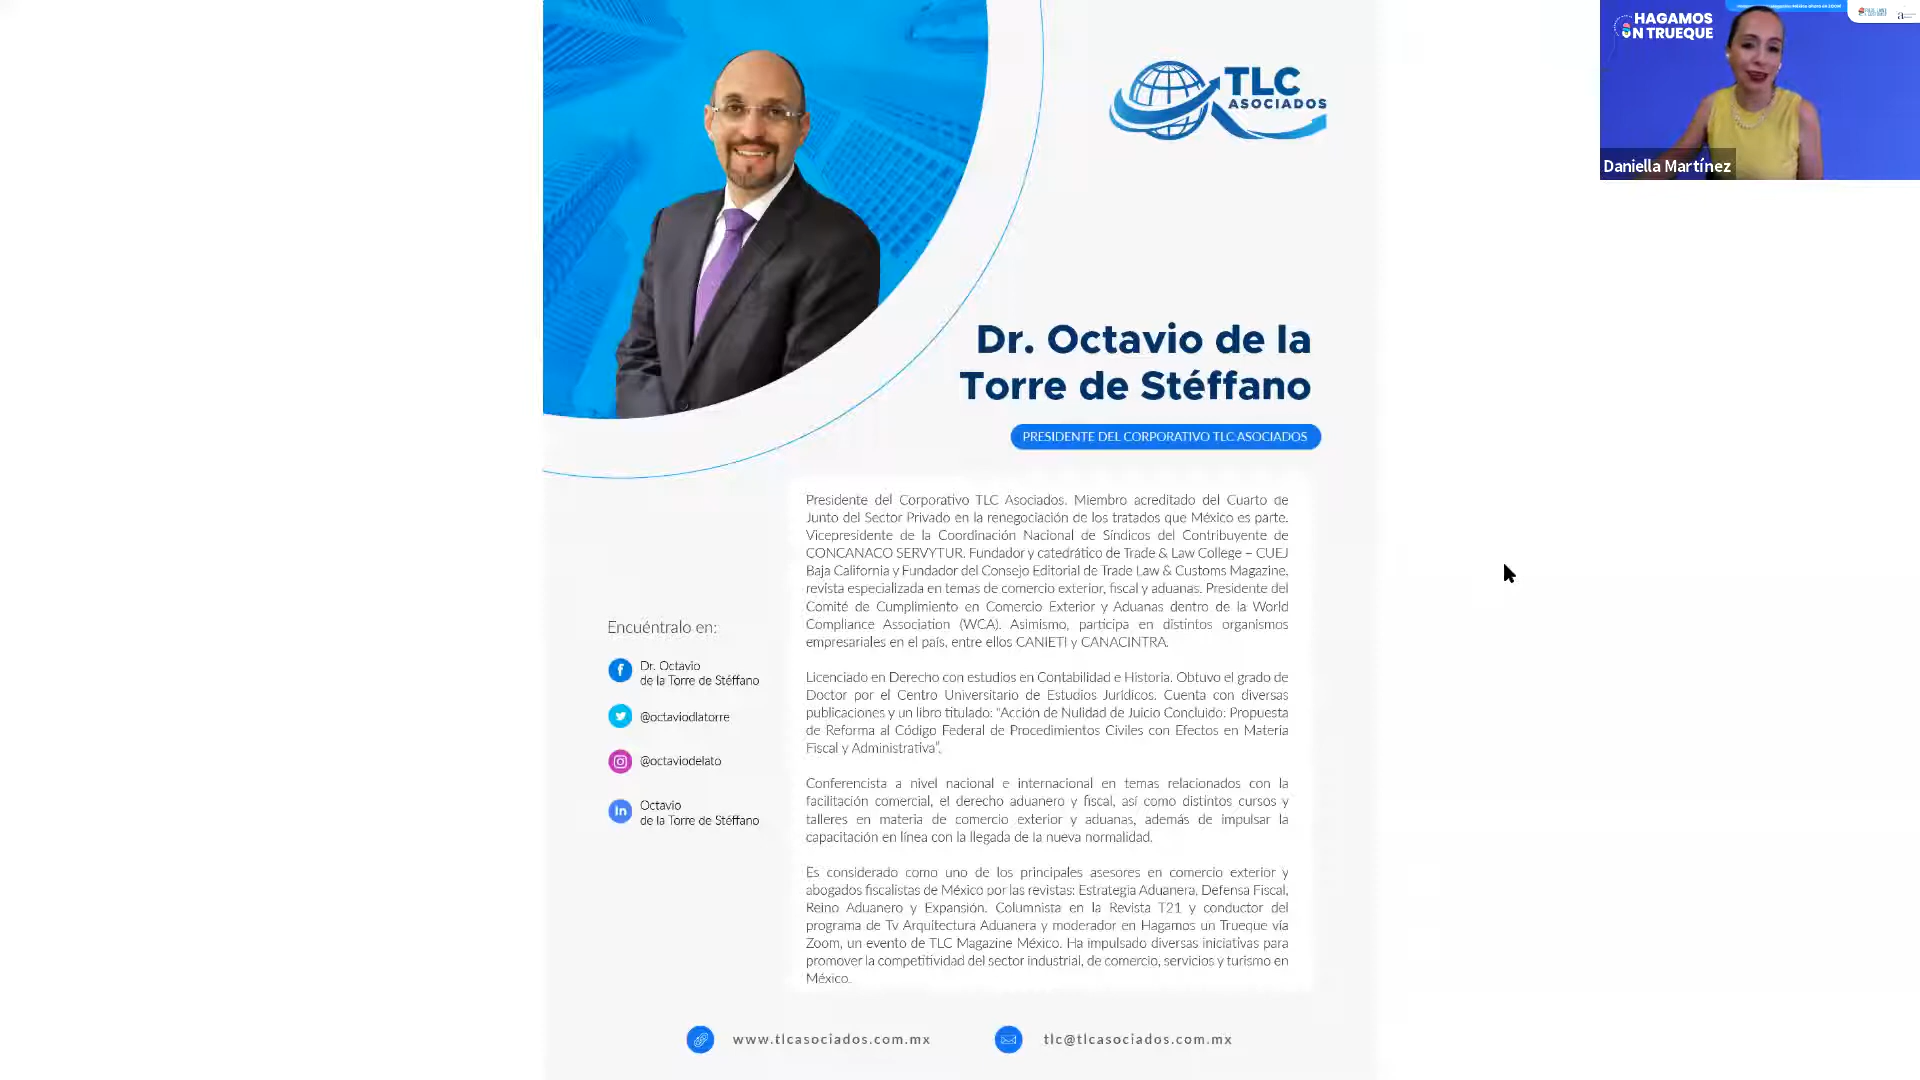 HAGAMOS
UN TRUEQUE
Daniella Martínez
TLC
ASOCIADOS
Dr. Octavio de la
Torre de Stéffano
PRESIDENTE DEL CORPORATIVO TLC ASOCIADOS
Presidente del Corporativo TLC Asociados. Miembro acreditado del Cuarto de
Junto del Sector Privado en la renegociación de los tratados que México es parte.
Vicepresidente de la Coordinación Nacional de Síndicos del Contribuyente de
CONCANACO SERVYTUR. Fundador y catedrático de Trade & Law College – CUEJ
Baja California y Fundador del Consejo Editorial de Trade Law & Customs Magazine,
revista especializada en temas de comercio exterior, fiscal y aduanas. Presidente del
Comité de Cumplimiento en Comercio Exterior y Aduanas dentro de la World
Compliance Association (WCA). Asimismo, participa en distintos organismos
empresariales en el país, entre ellos CANIETI y CANACINTRA.
Licenciado en Derecho con estudios en Contabilidad e Historia. Obtuvo el grado de
Doctor por el Centro Universitario de Estudios Jurídicos. Cuenta con diversas
publicaciones y un libro titulado: “Acción de Nulidad de Juicio Concluido: Propuesta
de Reforma al Código Federal de Procedimientos Civiles con Efectos en Materia
Fiscal y Administrativa”.
Conferencista a nivel nacional e internacional en temas relacionados con la
facilitación comercial, el derecho aduanero y fiscal, así como distintos cursos y
talleres en materia de comercio exterior y aduanas, además de impulsar la
capacitación en línea con la llegada de la nueva normalidad.
Es considerado como uno de los principales asesores en comercio exterior y
abogados fiscalistas de México por las revistas: Estrategia Aduanera, Defensa Fiscal,
Reino Aduanero y Expansión. Columnista en la Revista T21 y conductor del
programa de Tv Arquitectura Aduanera y moderador en Hagamos un Trueque vía
Zoom, un evento de TLC Magazine México. Ha impulsado diversas iniciativas para
promover la competitividad del sector industrial, de comercio, servicios y turismo en
México.
Encuéntralo en:
Dr. Octavio
de la Torre de Stéffano
@octaviodlatorre
@octaviodelato
Octavio
de la Torre de Stéffano
www.tlcasociados.com.mx
tlc@tlcasociados.com.mx